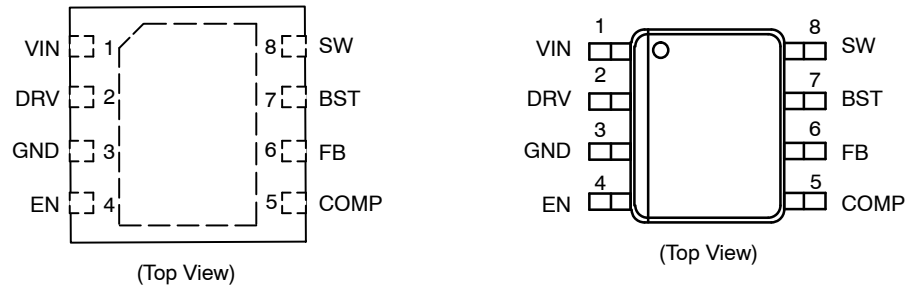 VIN 1 8 SW
DRV 2 7 BST
GND 3 6 FB
EN 4 5 COMP
(Top View)
1 8
VIN SW
2 7
DRV BST
3 6
GND FB
4 5
EN COMP
(Top View)